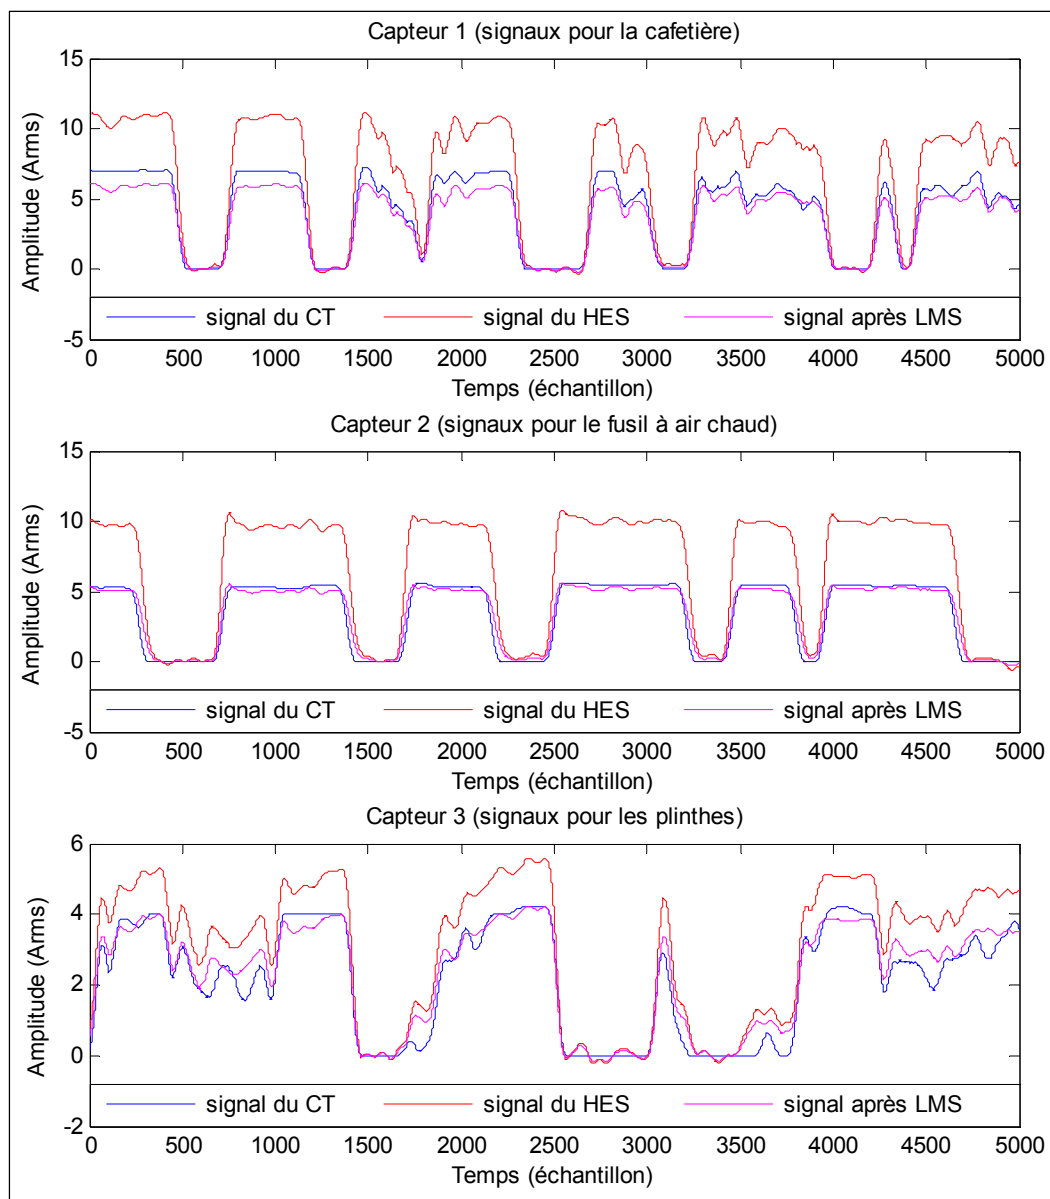 Capteur 1 (signaux pour la cafetière)
15
10
5
0
-5
Amplitude (Arms)
signal du CT signal du HES signal après LMS
0 500 1000 1500 2000 2500 3000 3500 4000 4500 5000
Temps (échantillon)
Capteur 2 (signaux pour le fusil à air chaud)
15
10
5
0
-5
Amplitude (Arms)
signal du CT signal du HES signal après LMS
0 500 1000 1500 2000 2500 3000 3500 4000 4500 5000
Temps (échantillon)
Capteur 3 (signaux pour les plinthes)
6
4
2
0
-2
Amplitude (Arms)
signal du CT signal du HES signal après LMS
0 500 1000 1500 2000 2500 3000 3500 4000 4500 5000
Temps (échantillon)